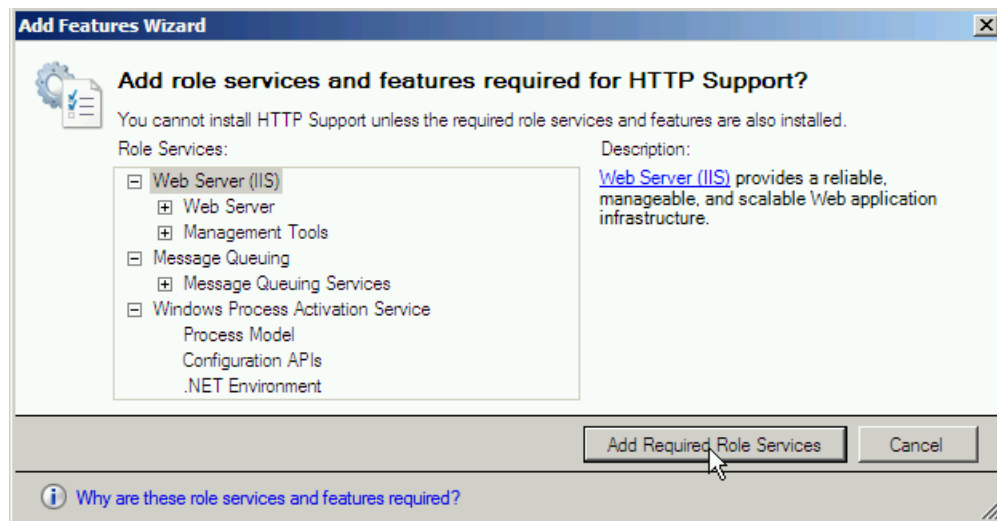 Add Features Wizard
Add role services and features required for HTTP Support?
You cannot install HTTP Support unless the required role services and features are also installed.
Role Services:
Web Server (IIS)
Web Server
Management Tools
Message Queuing
Message Queuing Services
Windows Process Activation Service
Process Model
Configuration APIs
.NET Environment
Description:
Web Server (IIS) provides a reliable,
manageable, and scalable Web application
infrastructure.
Add Required Role Services
Cancel
Why are these role services and features required?